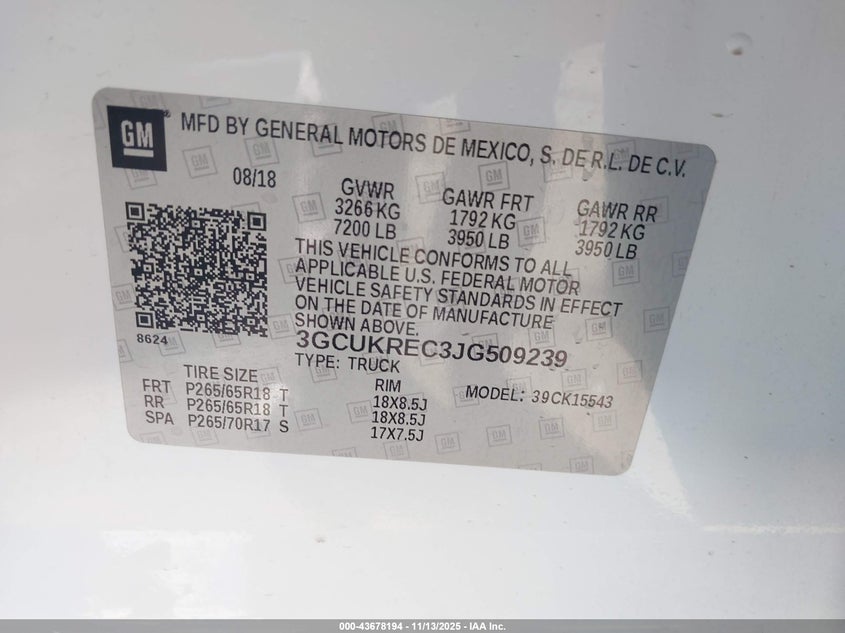 GM ® MFD BY GENERAL MOTORS DE MEXICO, S. DE R.L. DE C.V.
08/18
GVWR GAWR FRT GAWR RR
3266 KG 1792 KG 1792 KG
7200 LB 3950 LB 3950 LB
THIS VEHICLE CONFORMS TO ALL
APPLICABLE U.S. FEDERAL MOTOR
VEHICLE SAFETY STANDARDS IN EFFECT
ON THE DATE OF MANUFACTURE
SHOWN ABOVE.
8624
3GCUKREC3JG509239
TYPE: TRUCK
TIRE SIZE RIM MODEL: 39CK15543
FRT P265/65R18 T 18X8.5J
RR P265/65R18 T 18X8.5J
SPA P265/70R17 S 17X7.5J
000-43678194 - 11/13/2025 - IAA Inc.